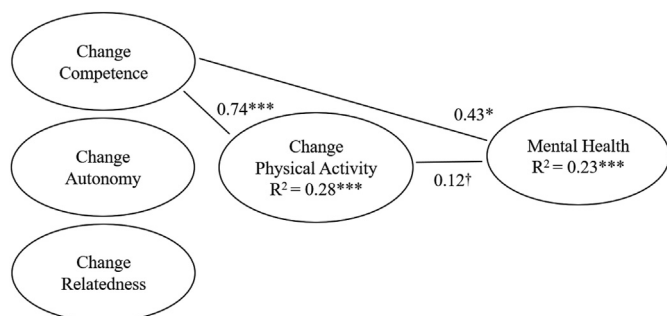 Change
Competence
0.74***
0.43*
Change
Physical Activity
R² = 0.28***
Mental Health
R² = 0.23***
0.12†
Change
Autonomy
Change
Relatedness